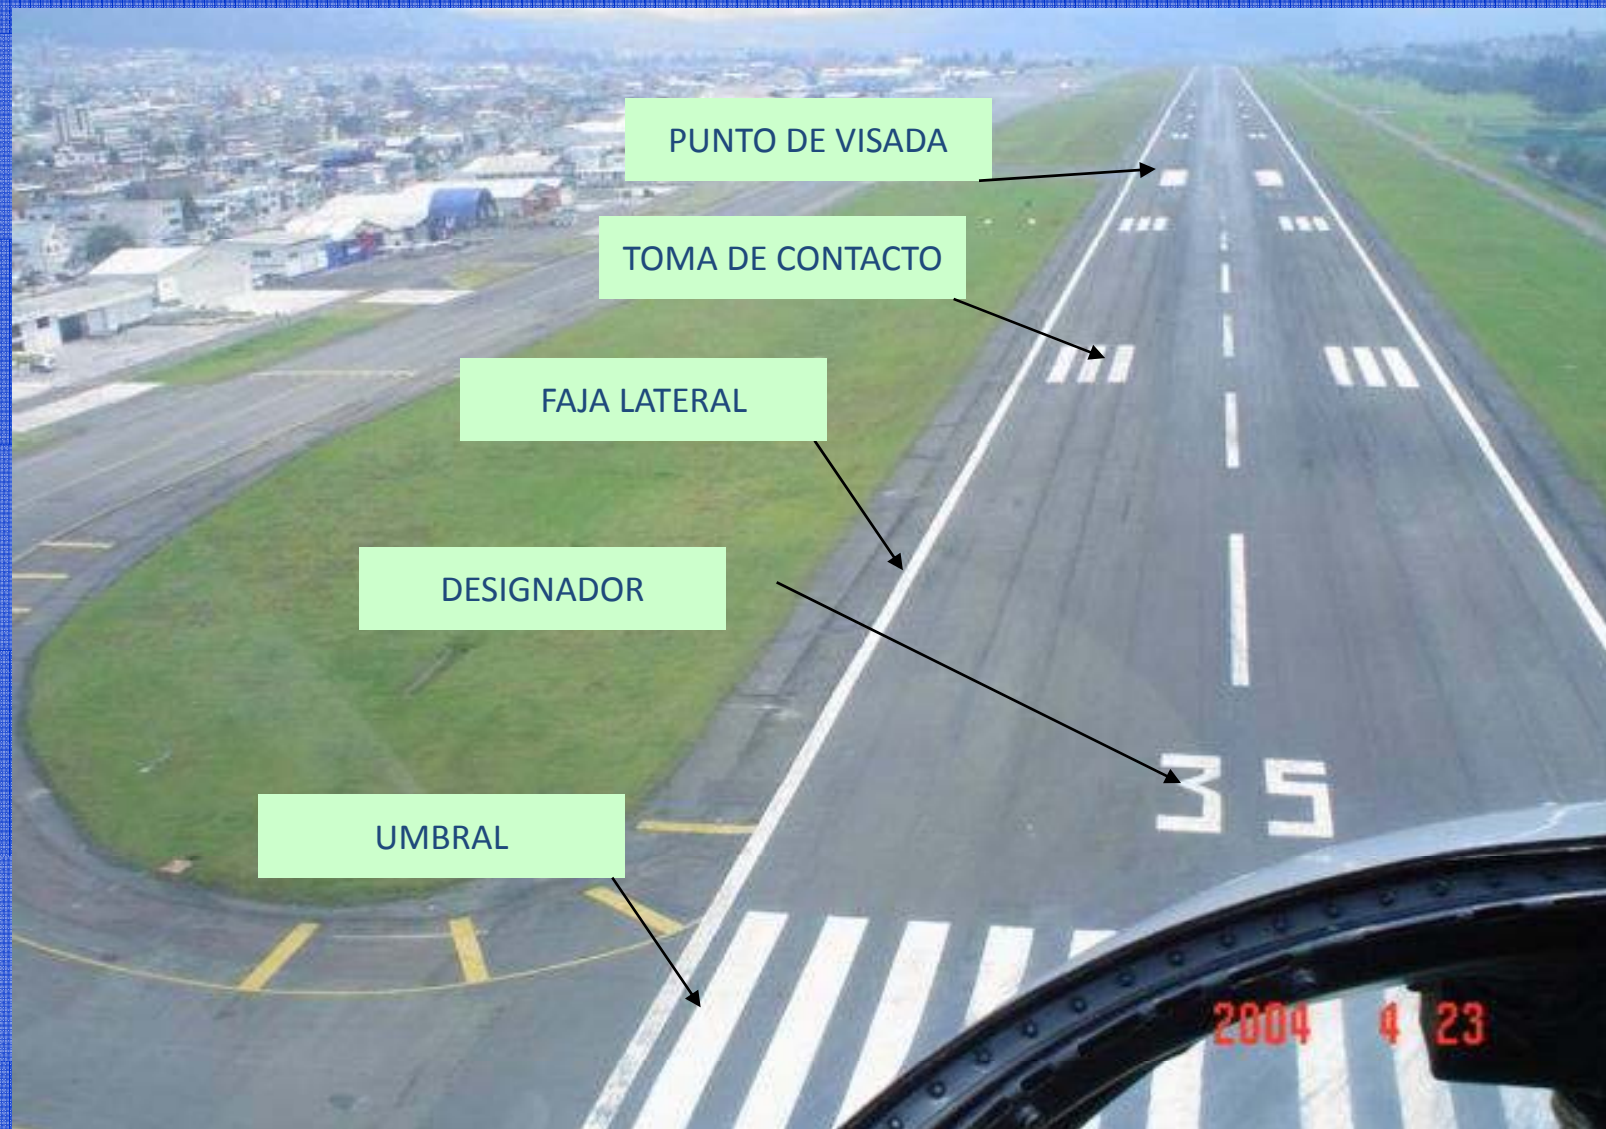 PUNTO DE VISADA
TOMA DE CONTACTO
FAJA LATERAL
DESIGNADOR
35
UMBRAL
2004 4 23